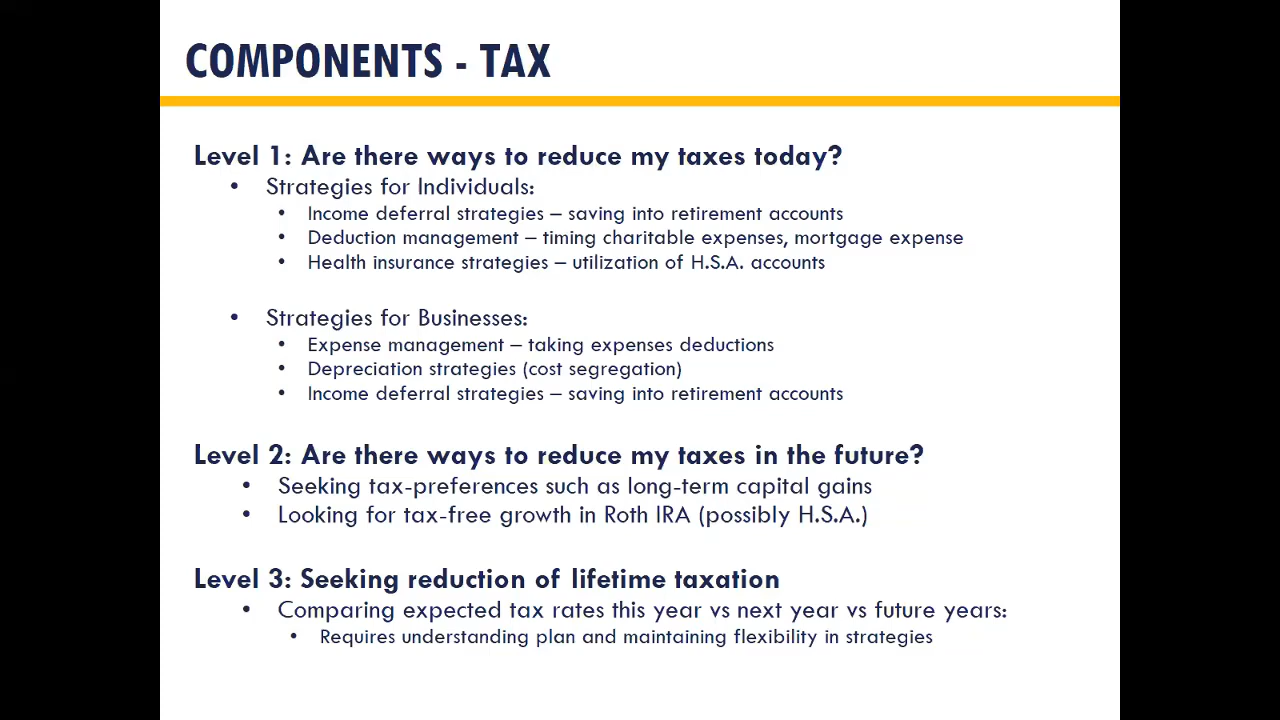 COMPONENTS - TAX
Level 1: Are there ways to reduce my taxes today?
• Strategies for Individuals:
• Income deferral strategies – saving into retirement accounts
• Deduction management – timing charitable expenses, mortgage expense
• Health insurance strategies – utilization of H.S.A. accounts
• Strategies for Businesses:
• Expense management – taking expenses deductions
• Depreciation strategies (cost segregation)
• Income deferral strategies – saving into retirement accounts
Level 2: Are there ways to reduce my taxes in the future?
• Seeking tax-preferences such as long-term capital gains
• Looking for tax-free growth in Roth IRA (possibly H.S.A.)
Level 3: Seeking reduction of lifetime taxation
• Comparing expected tax rates this year vs next year vs future years:
• Requires understanding plan and maintaining flexibility in strategies